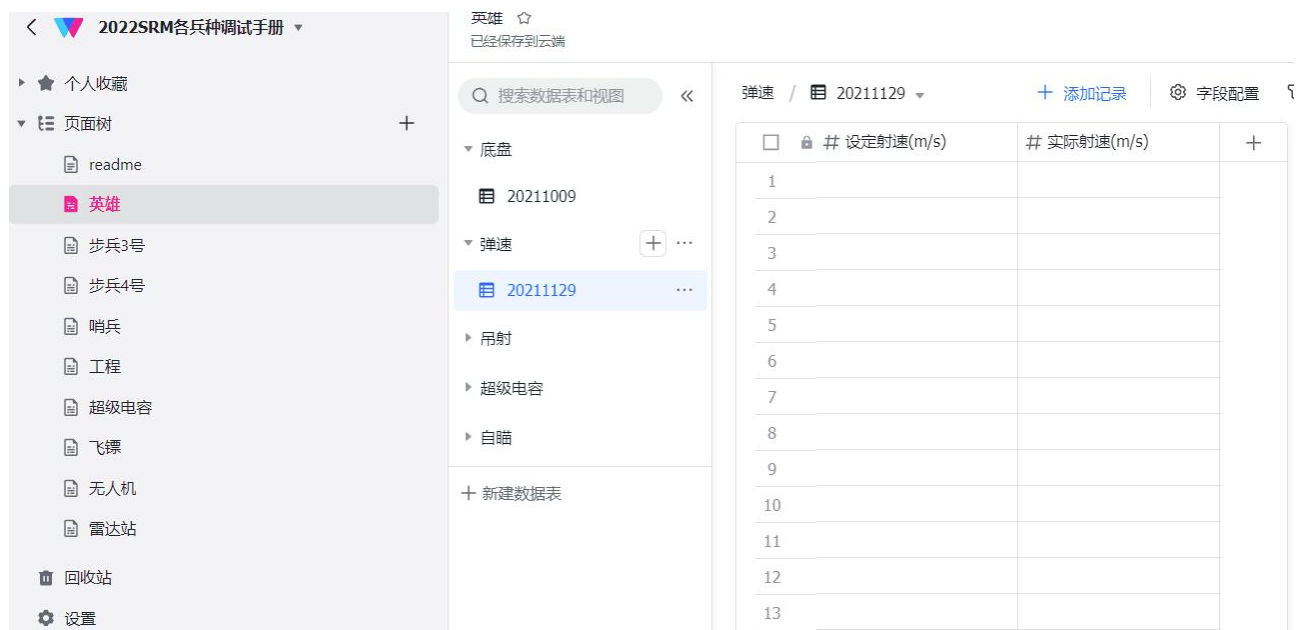 2022SRM各兵种调试手册
个人收藏
页面树
readme
英雄
步兵3号
步兵4号
哨兵
工程
超级电容
飞镖
无人机
雷达站
回收站
设置
英雄
已经保存到云端
搜索数据表和视图
底盘
20211009
弹速
20211129
吊射
超级电容
自瞄
新建数据表
弹速 / 20211129
添加记录
字段配置
# 设定射速(m/s) # 实际射速(m/s)
1
2
3
4
5
6
7
8
9
10
11
12
13